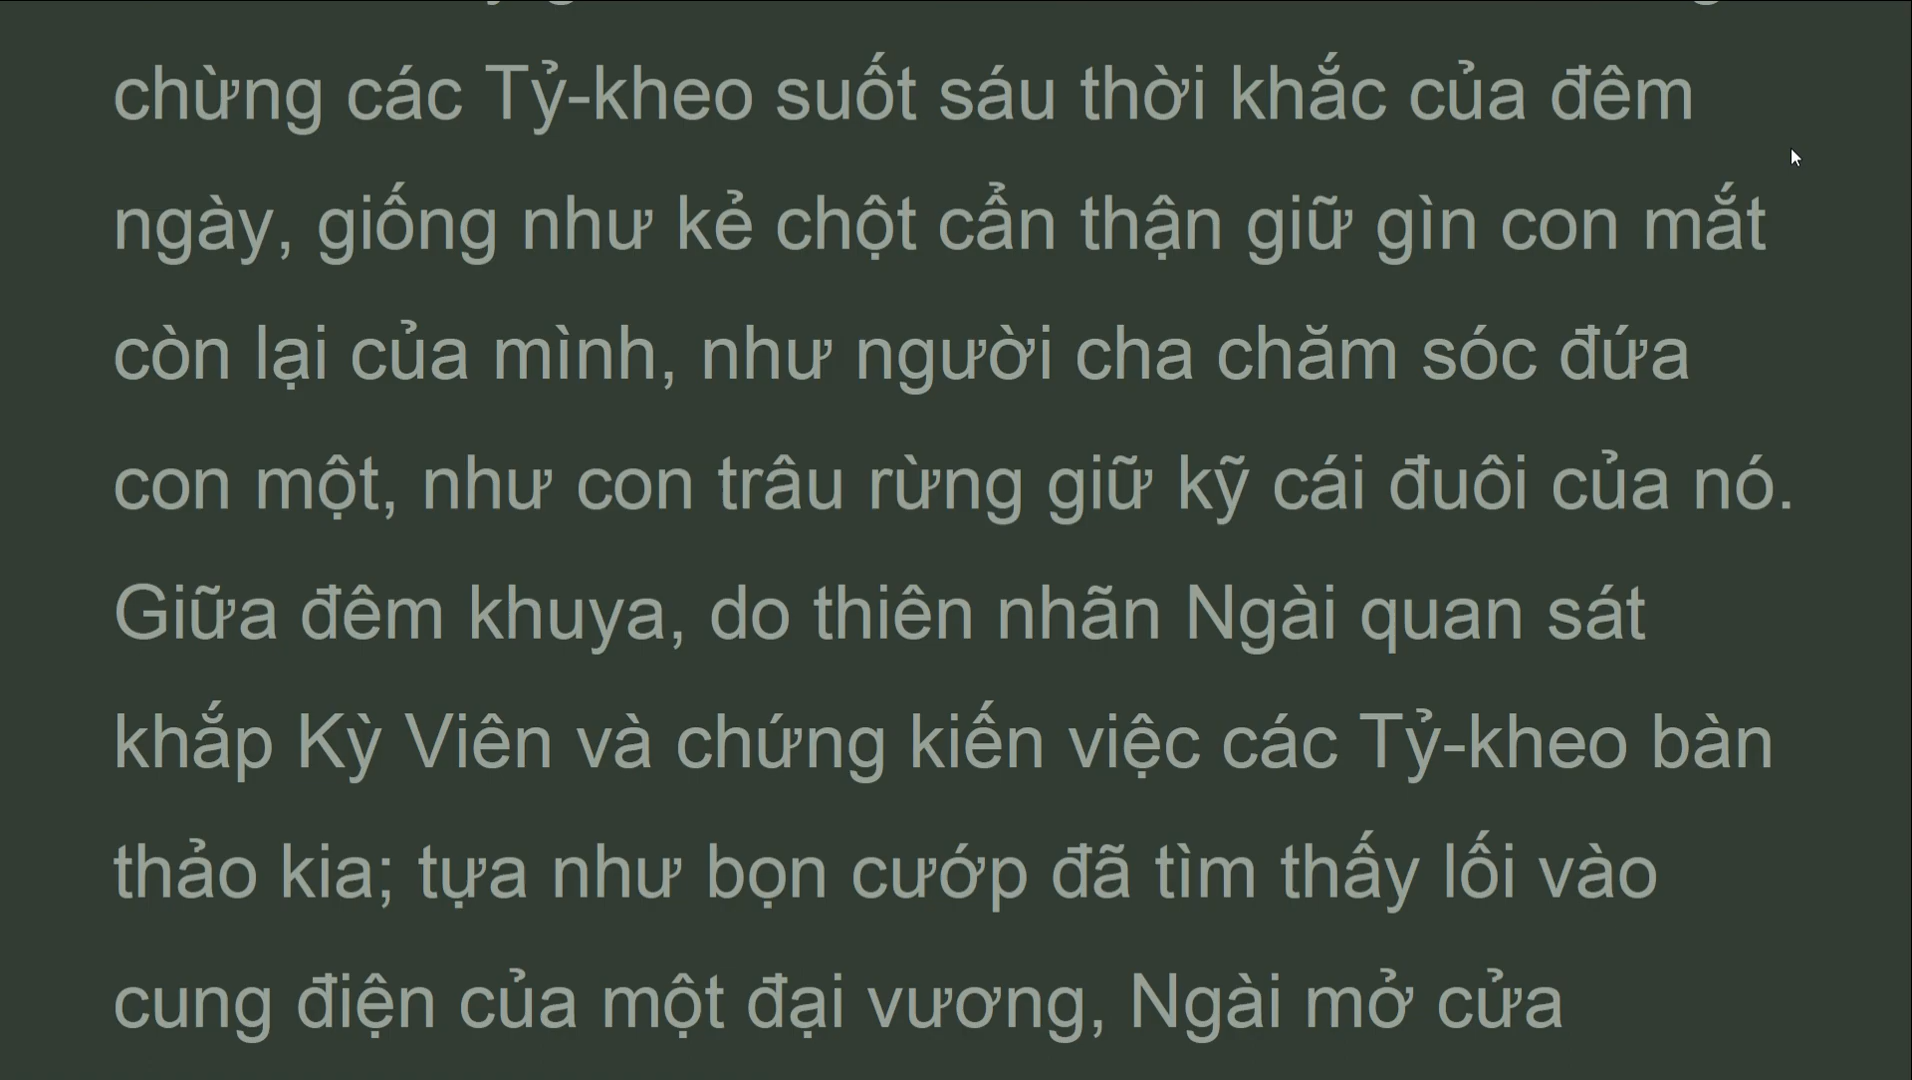 chừng các Tỷ-kheo suốt sáu thời khắc của đêm
ngày, giống như kẻ chột cẩn thận giữ gìn con mắt
còn lại của mình, như người cha chăm sóc đứa
con một, như con trâu rừng giữ kỹ cái đuôi của nó.
Giữa đêm khuya, do thiên nhãn Ngài quan sát
khắp Kỳ Viên và chứng kiến việc các Tỷ-kheo bàn
thảo kia; tựa như bọn cướp đã tìm thấy lối vào
cung điện của một đại vương, Ngài mở cửa